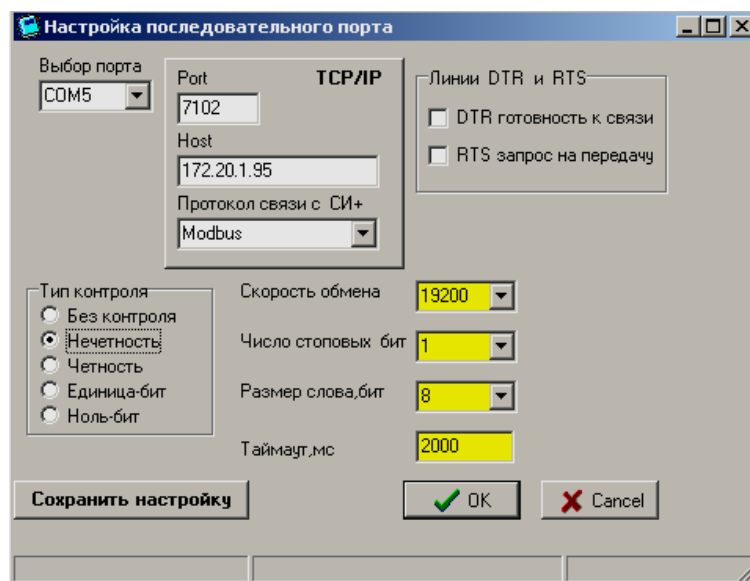 Настройка последовательного порта
Выбор порта
COM5
Port
TCP/IP
7102
Host
172.20.1.95
Протокол связи с СИ+
Modbus
Линии DTR и RTS
DTR готовность к связи
RTS запрос на передачу
Тип контроля
Без контроля
Нечетность
Четность
Единица-бит
Ноль-бит
Скорость обмена
19200
Число стоповых бит
1
Размер слова,бит
8
Таймаут,мс
2000
Сохранить настройку
OK
Cancel